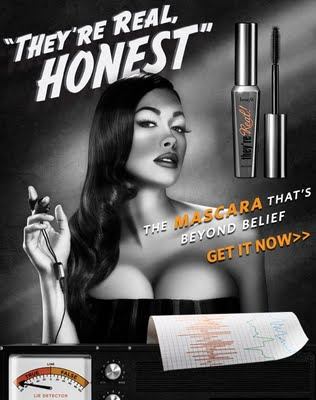 "THEY'RE REAL,
HONEST"
benefit
they're Real!
THE MASCARA THAT'S
BEYOND BELIEF
GET IT NOW>>
TRUE
FALSE
LIE DETECTOR